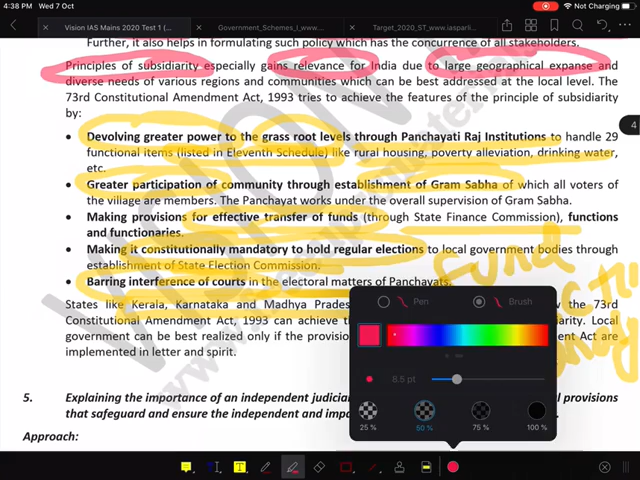 4:38 PM Wed 7 Oct
Not Charging
Vision IAS Mains 2020 Test 1 (
Government_Schemes_I_www
Target_2020_ST_www.iasparli
Further, it also helps in formulating such policy which has the concurrence of all stakeholders.
Principles of subsidiarity especially gains relevance for India due to large geographical expanse and
diverse needs of various regions and communities which can be best addressed at the local level. The
73rd Constitutional Amendment Act, 1993 tries to achieve the features of the principle of subsidiarity
by:
4
• Devolving greater power to the grass root levels through Panchayati Raj Institutions to handle 29
functional items (listed in Eleventh Schedule) like rural housing, poverty alleviation, drinking water,
etc.
• Greater participation of community through establishment of Gram Sabha of which all voters of
the village are members. The Panchayat works under the overall supervision of Gram Sabha.
• Making provisions for effective transfer of funds (through State Finance Commission), functions
and functionaries.
• Making it constitutionally mandatory to hold regular elections to local government bodies through
establishment of State Election Commission.
Fund
• Barring interference of courts in the electoral matters of Panchayats.
States like Kerala, Karnataka and Madhya Prades
w the 73rd
Constitutional Amendment Act, 1993 can achieve th
iarity. Local
government can be best realized only if the provisio
ment Act are
implemented in letter and spirit.
Pen
Brush
8.5 pt
25 %
50 %
75 %
100 %
5. Explaining the importance of an independent judicia
l provisions
that safeguard and ensure the independent and impa
Approach: